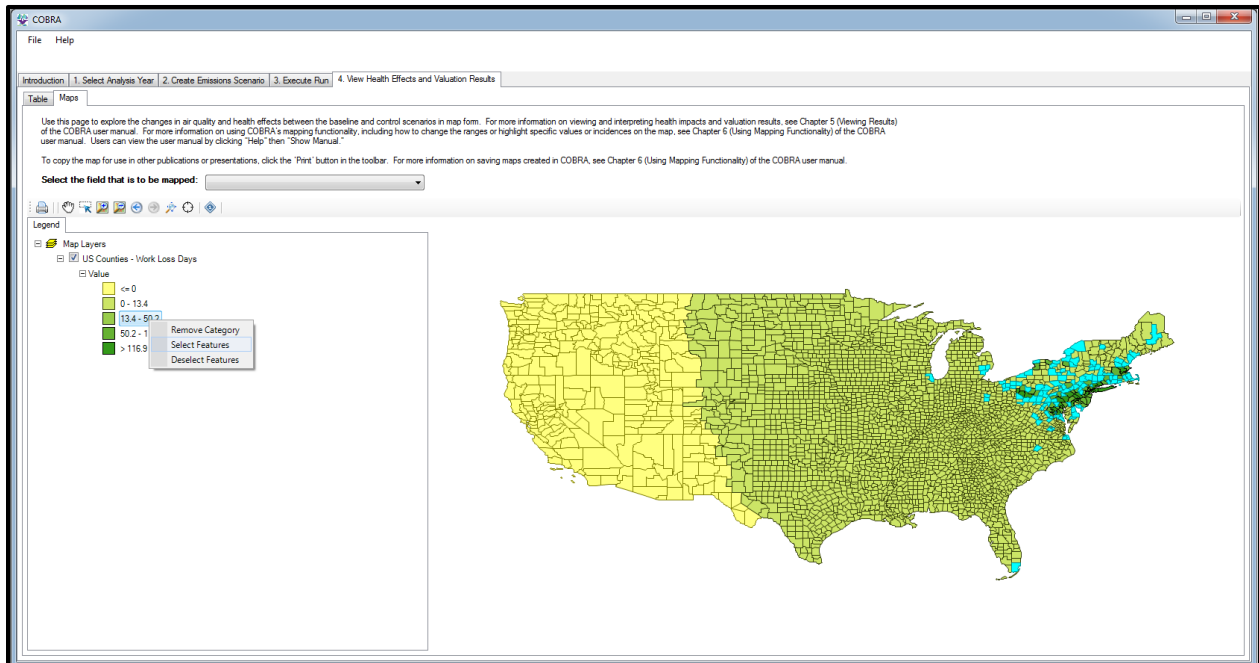 COBRA
File Help
Introduction 1. Select Analysis Year 2. Create Emissions Scenario 3. Execute Run 4. View Health Effects and Valuation Results
Table Maps
Use this page to explore the changes in air quality and health effects between the baseline and control scenarios in map form. For more information on viewing and interpreting health impacts and valuation results, see Chapter 5 (Viewing Results)
of the COBRA user manual. For more information on using COBRA's mapping functionality, including how to change the ranges or highlight specific values or incidences on the map, see Chapter 6 (Using Mapping Functionality) of the COBRA
user manual. Users can view the user manual by clicking "Help" then "Show Manual."
To copy the map for use in other publications or presentations, click the `Print` button in the toolbar. For more information on saving maps created in COBRA, see Chapter 6 (Using Mapping Functionality) of the COBRA user manual.
Select the field that is to be mapped:
Legend
Map Layers
US Counties - Work Loss Days
Value
<= 0
0 - 13.4
13.4 - 50.2
Remove Category
50.2 - 1
Select Features
> 116.9
Deselect Features